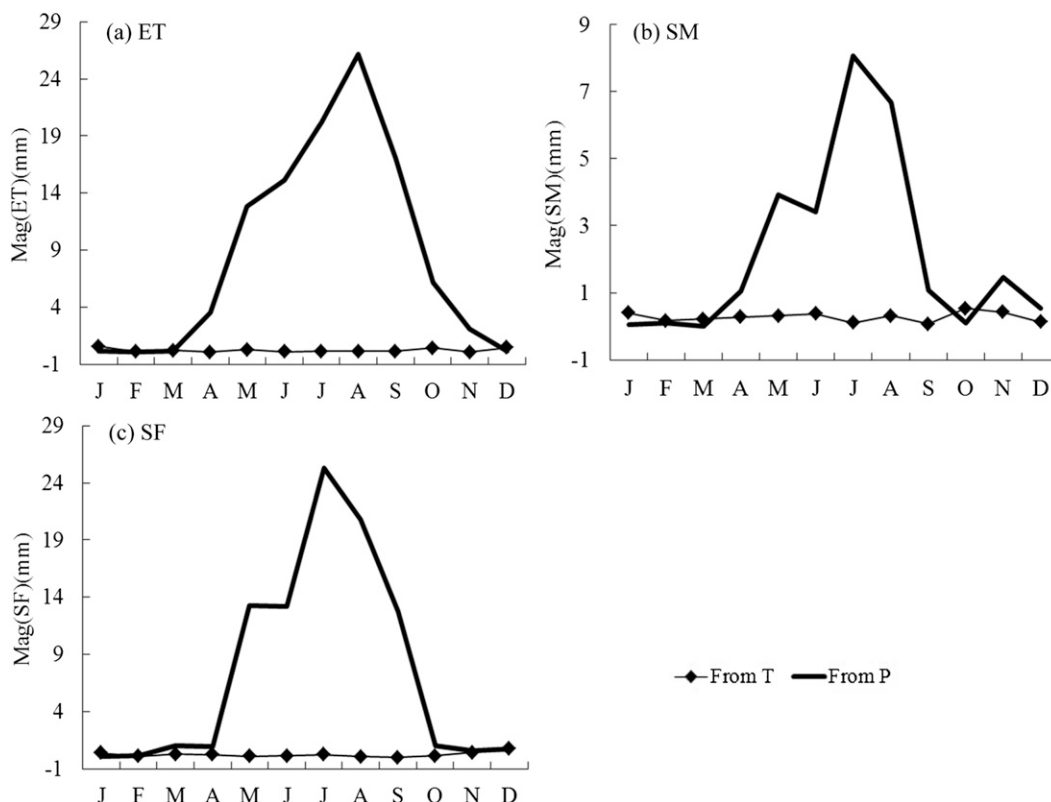 (a) ET
Mag(ET)(mm)
29
24
19
14
9
4
-1
J F M A M J J A S O N D
(b) SM
Mag(SM)(mm)
9
7
5
3
1
-1
J F M A M J J A S O N D
(c) SF
Mag(SF)(mm)
29
24
19
14
9
4
-1
J F M A M J J A S O N D
From T From P